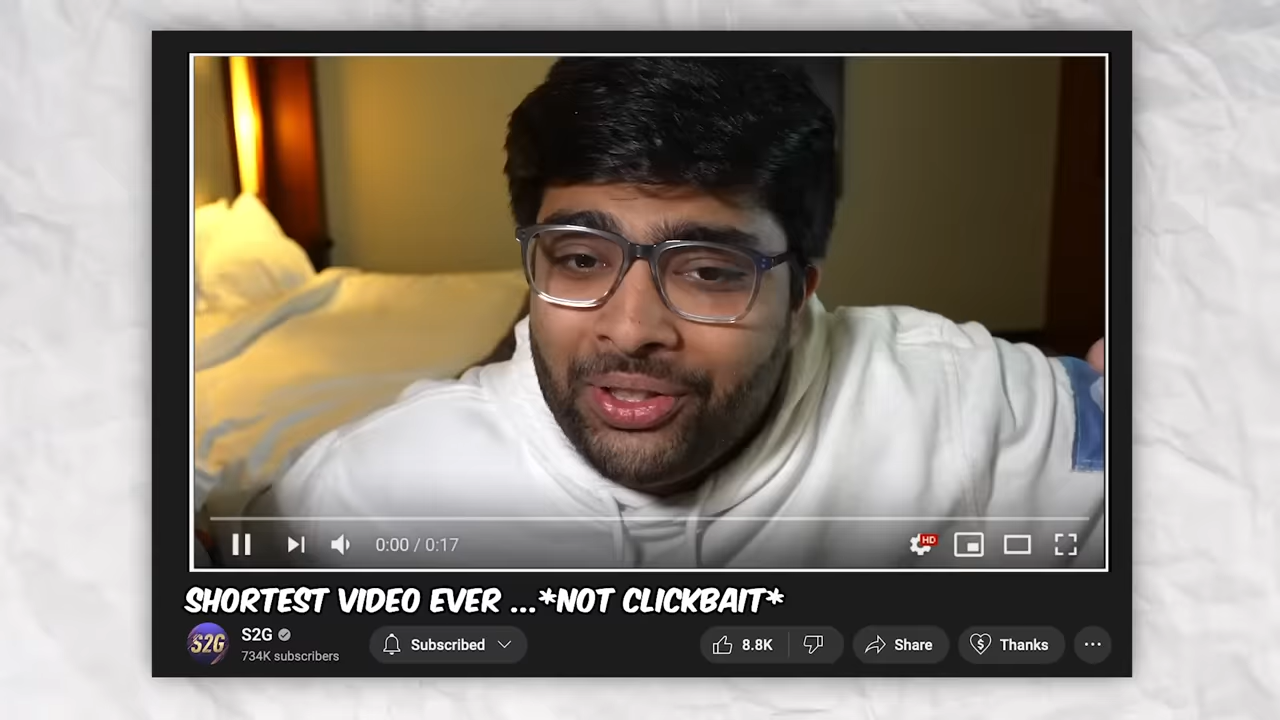 HD
0:00 / 0:17
SHORTEST VIDEO EVER ...*NOT CLICKBAIT*
S2G
S2G
734K subscribers
Subscribed
8.8K
Share
$
Thanks